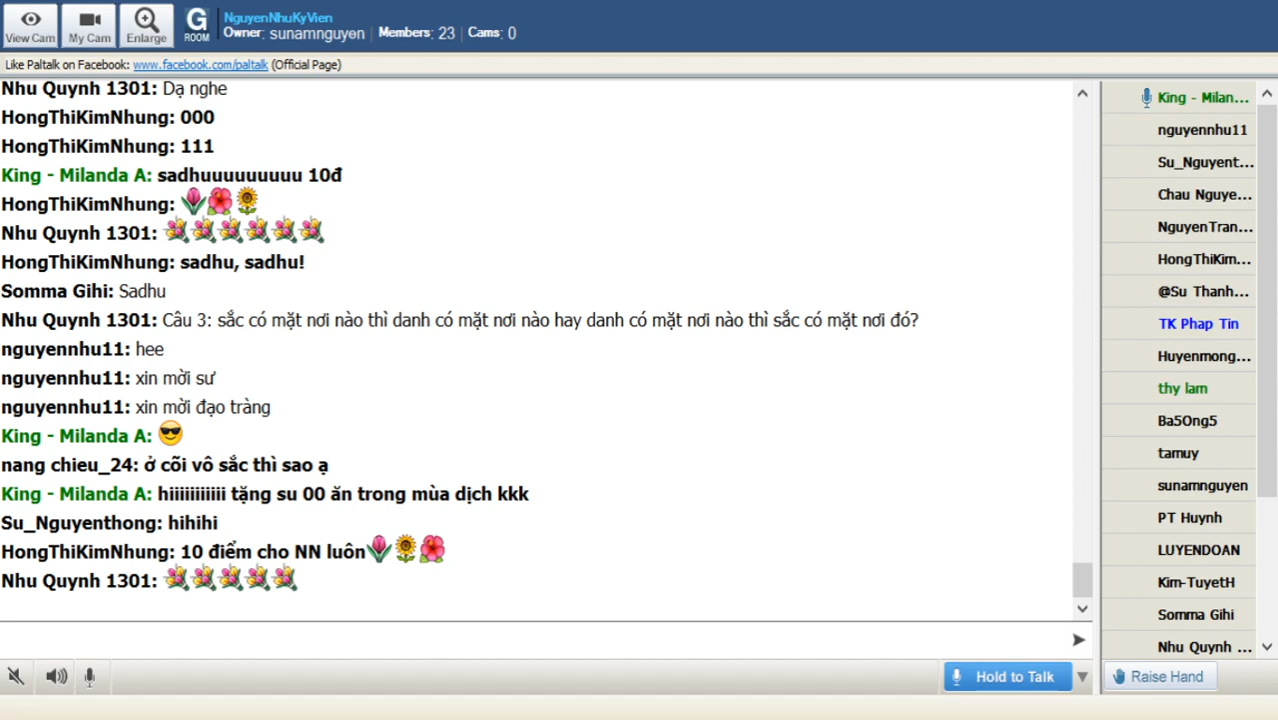 NguyenNhuKyVien
View Cam My Cam Enlarge G ROOM Owner: sunamnguyen | Members: 23 | Cams: 0
Like Paltalk on Facebook: www.facebook.com/paltalk (Official Page)
Nhu Quynh 1301: Dạ nghe
HongThiKimNhung: 000
HongThiKimNhung: 111
King - Milanda A: sadhuuuuuuuuu 10đ
HongThiKimNhung:
Nhu Quynh 1301:
HongThiKimNhung: sadhu, sadhu!
Somma Gihi: Sadhu
Nhu Quynh 1301: Câu 3: sắc có mặt nơi nào thì danh có mặt nơi nào hay danh có mặt nơi nào thì sắc có mặt nơi đó?
nguyennhu11: hee
nguyennhu11: xin mời sư
nguyennhu11: xin mời đạo tràng
King - Milanda A:
nang chieu_24: ở cõi vô sắc thì sao ạ
King - Milanda A: hiiiiiiiiiii tặng su 00 ăn trong mùa dịch kkk
Su_Nguyenthong: hihihi
HongThiKimNhung: 10 điểm cho NN luôn
Nhu Quynh 1301:
King - Milan...
nguyennhu11
Su_Nguyent...
Chau Nguye...
NguyenTran...
HongThiKim...
@Su Thanh...
TK Phap Tin
Huyenmong...
thy lam
Ba5Ong5
tamuy
sunamnguyen
PT Huynh
LUYENDOAN
Kim-TuyetH
Somma Gihi
Nhu Quynh ...
Hold to Talk
Raise Hand